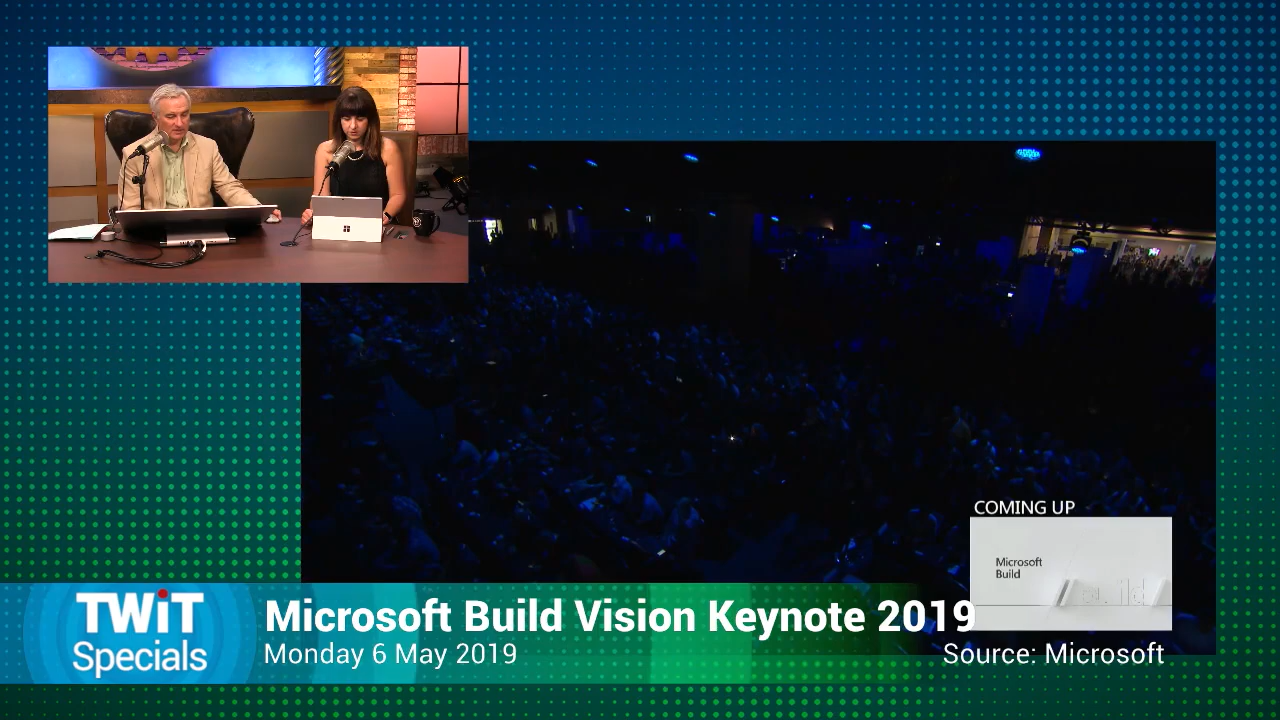 COMING UP
Microsoft
Build
TWiT
Specials
Microsoft Build Vision Keynote 2019
Monday 6 May 2019
Source: Microsoft